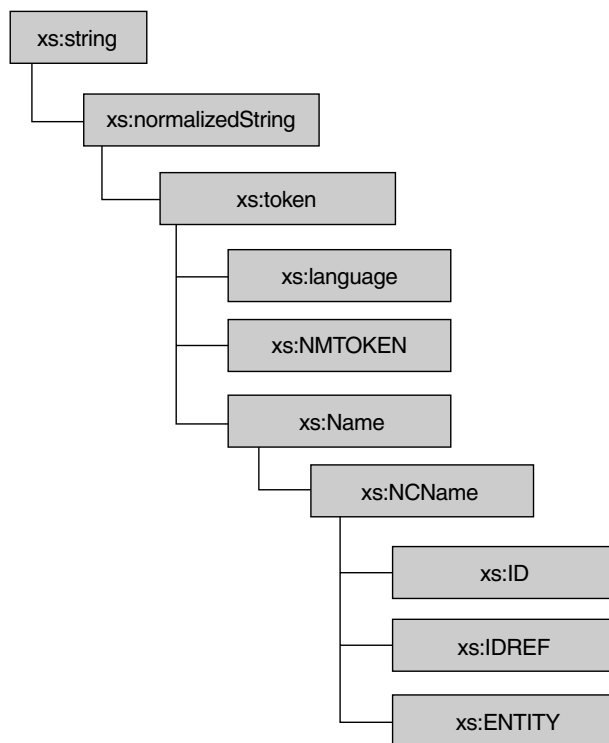 xs:string
xs:normalizedString
xs:token
xs:language
xs:NMTOKEN
xs:Name
xs:NCName
xs:ID
xs:IDREF
xs:ENTITY